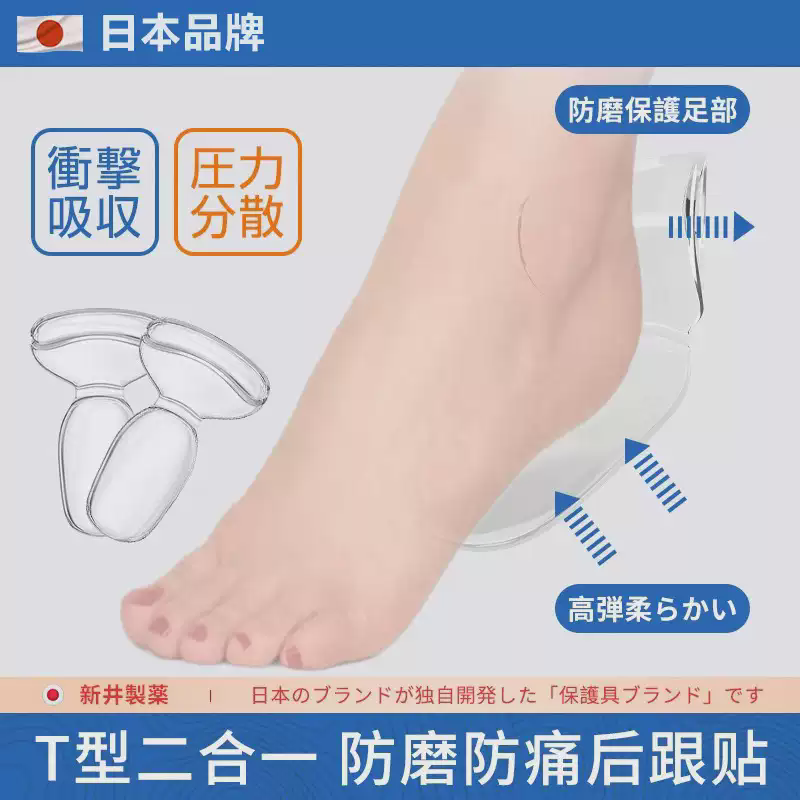 日本品牌
防磨保護足部
衝撃
吸収
圧力
分散
高弾柔らかい
新井製薬 | 日本のブランドが独自開発した「保護具ブランド」です
T型二合一 防磨防痛后跟贴